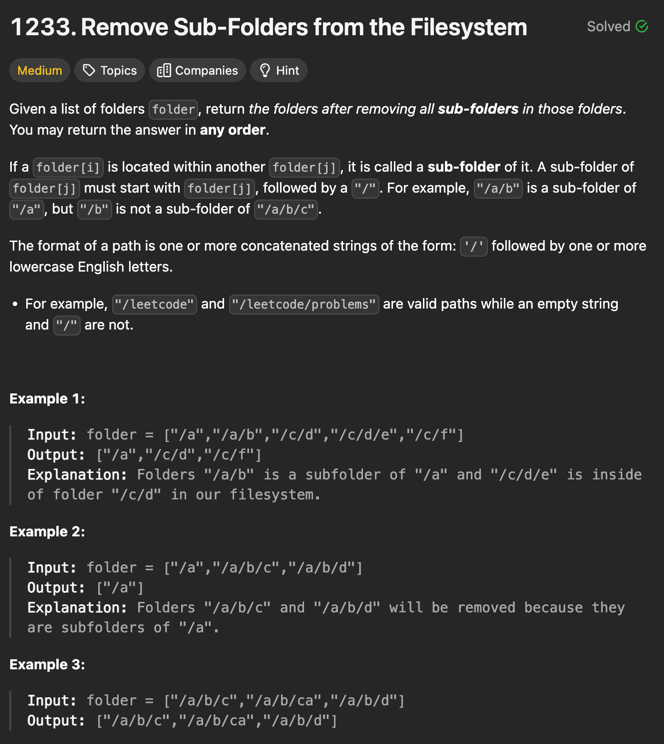 1233. Remove Sub-Folders from the Filesystem
Solved
Medium Topics Companies Hint
Given a list of folders folder, return the folders after removing all sub-folders in those folders.
You may return the answer in any order.
If a folder[i] is located within another folder[j], it is called a sub-folder of it. A sub-folder of
folder[j] must start with folder[j], followed by a "/". For example, "/a/b" is a sub-folder of
"/a", but "/b" is not a sub-folder of "/a/b/c".
The format of a path is one or more concatenated strings of the form: '/' followed by one or more
lowercase English letters.
• For example, "/leetcode" and "/leetcode/problems" are valid paths while an empty string
and "/" are not.
Example 1:
Input: folder = ["/a","/a/b","/c/d","/c/d/e","/c/f"]
Output: ["/a","/c/d","/c/f"]
Explanation: Folders "/a/b" is a subfolder of "/a" and "/c/d/e" is inside
of folder "/c/d" in our filesystem.
Example 2:
Input: folder = ["/a","/a/b/c","/a/b/d"]
Output: ["/a"]
Explanation: Folders "/a/b/c" and "/a/b/d" will be removed because they
are subfolders of "/a".
Example 3:
Input: folder = ["/a/b/c","/a/b/ca","/a/b/d"]
Output: ["/a/b/c","/a/b/ca","/a/b/d"]